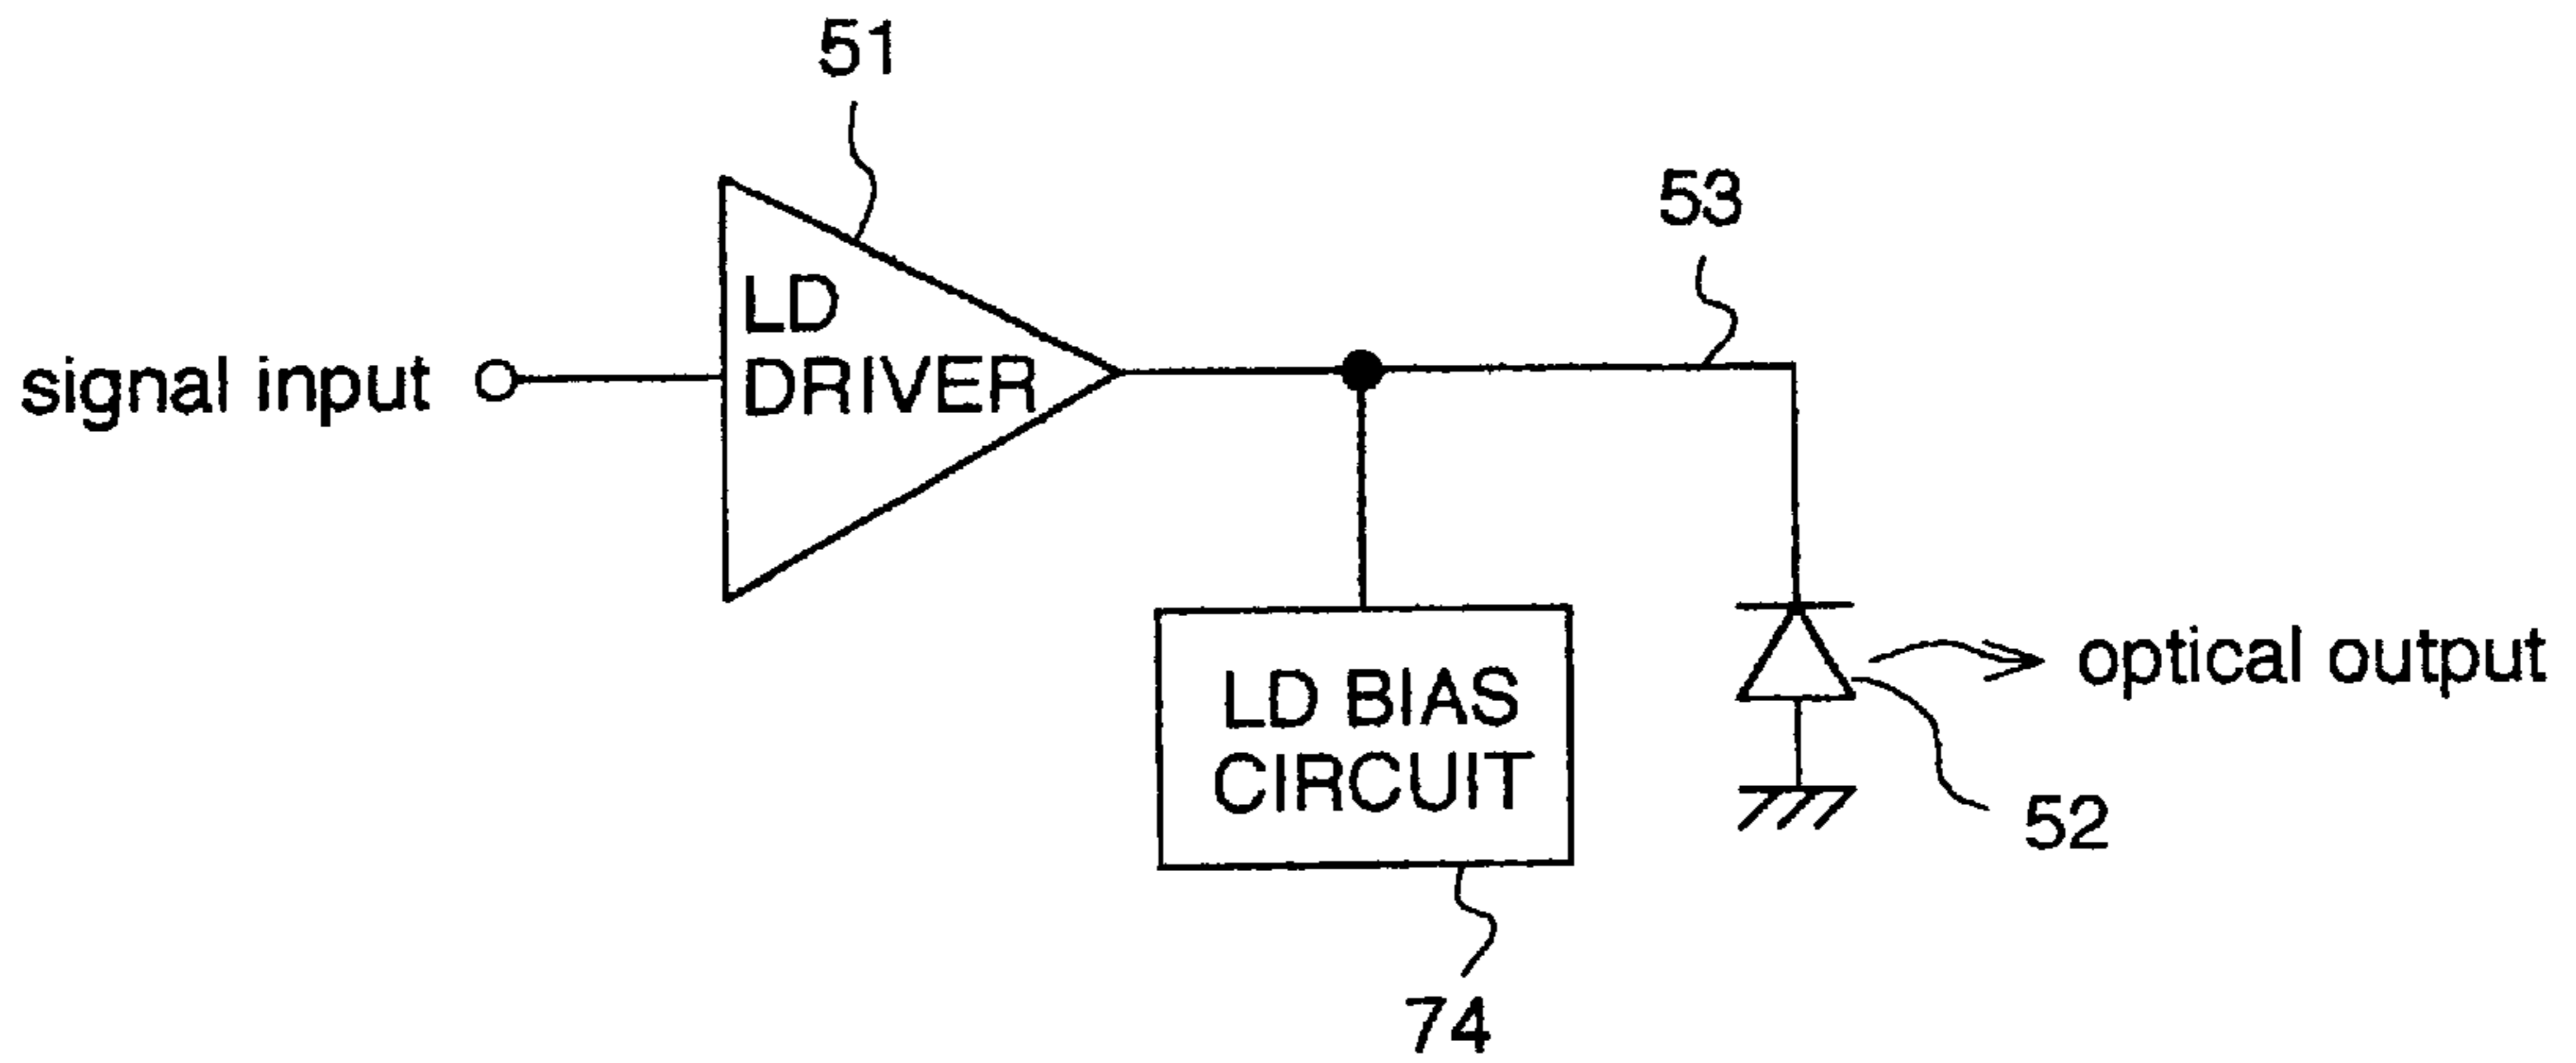 51
53
LD
DRIVER
signal input
optical output
LD BIAS
CIRCUIT
52
74